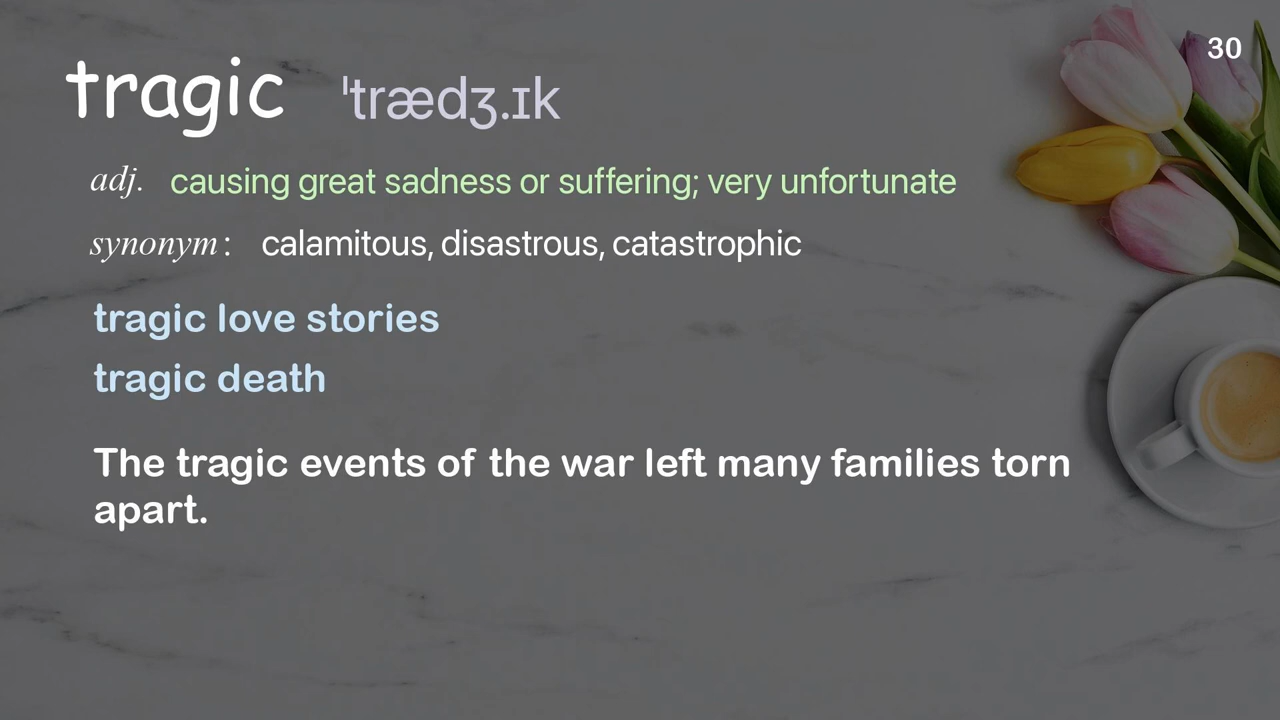 30
tragic ˈtrædʒ.ɪk
adj. causing great sadness or suffering; very unfortunate
synonym: calamitous, disastrous, catastrophic
tragic love stories
tragic death
The tragic events of the war left many families torn
apart.